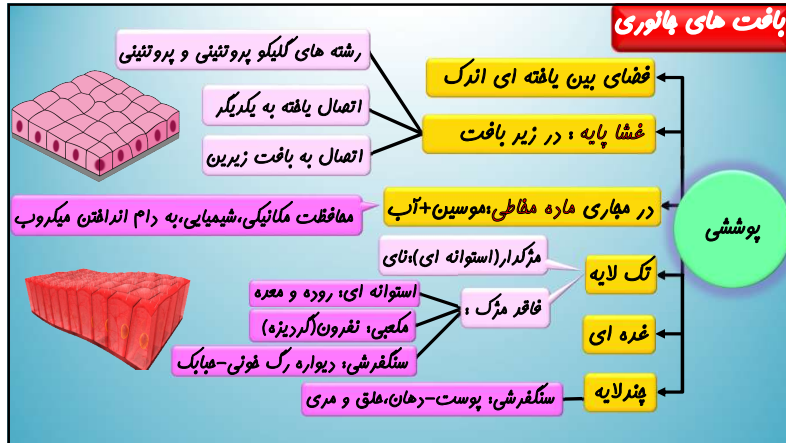 بافت های جانوری
پوششی
فضای بین یاخته ای اندک
غشا پایه : در زیر بافت
رشته های گلیکو پروتئینی و پروتئینی
اتصال یاخته به یکریگر
اتصال به بافت زیرین
در مجاری ماده مخاطی:موسین+آب
محافظت مکانیکی،شیمیایی،به دام انداختن میکروب
تک لایه
مژکدار(استوانه ای):نای
فاقد مژک :
استوانه ای: روده و معده
مکعبی: نفرون(گردیزه)
سنگفرشی: دیواره رگ خونی-حبابک
غده ای
چندلایه
سنگفرشی: پوست-دهان،حلق و مری